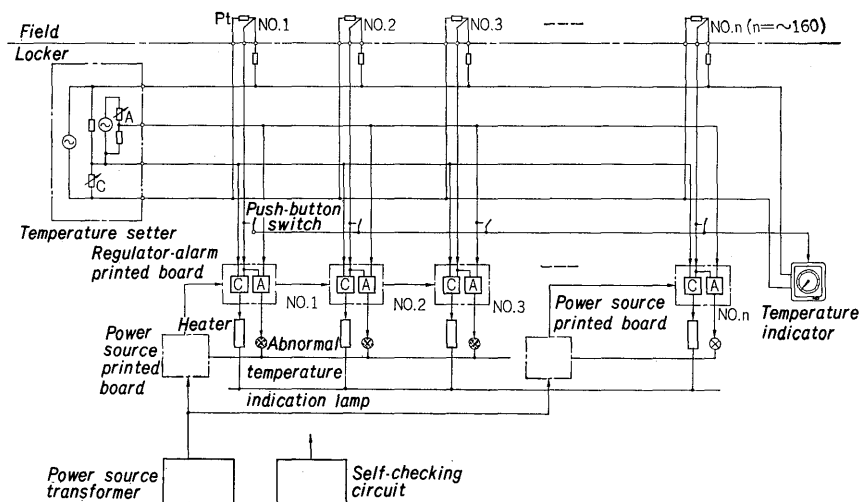 Pt
NO.1
NO.2
NO.3
NO.n (n=~160)
Field
Locker
A
C
Temperature setter
Push-button
switch
Regulator-alarm
printed board
C A
C A
C A
C A
NO.1
NO.2
NO.3
NO.n
Power source
printed board
Temperature
indicator
Heater
Power
source
printed
board
Abnormal
temperature
indication lamp
Power source
transformer
Self-checking
circuit